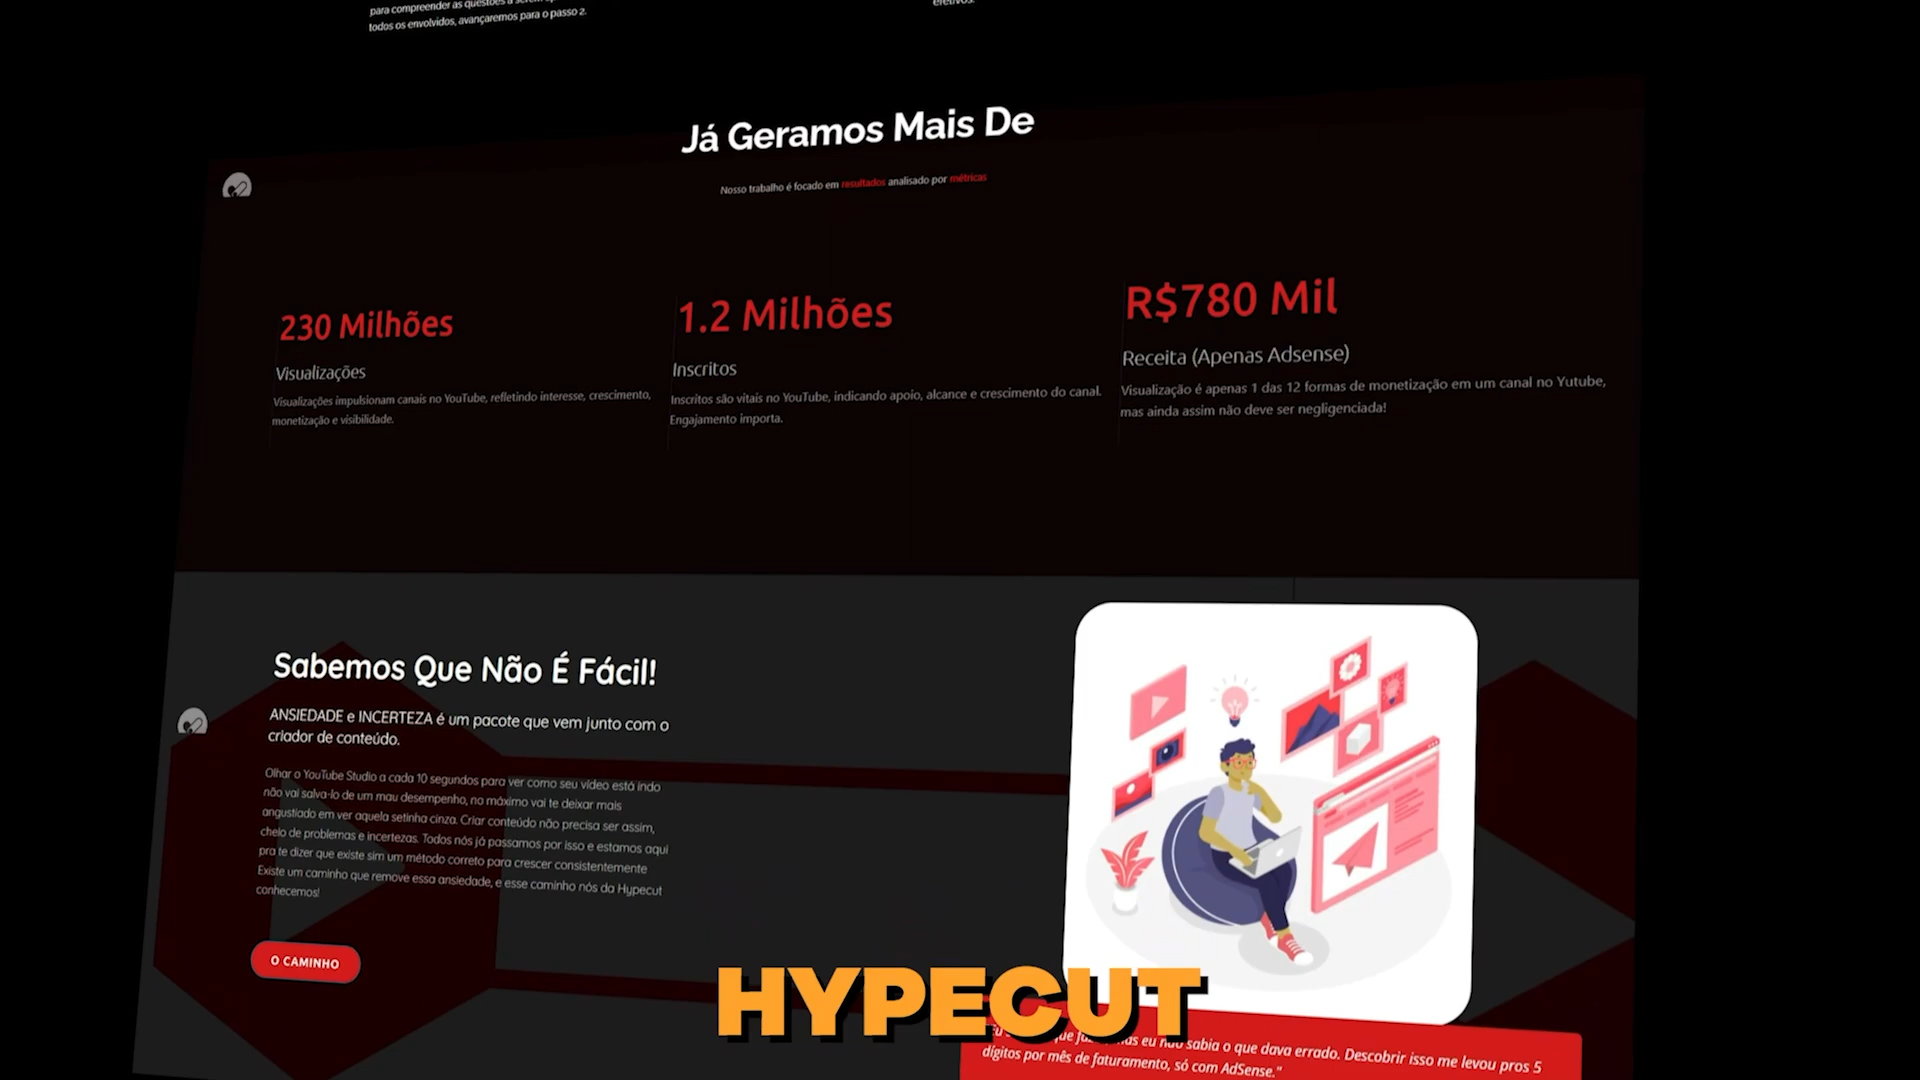 para compreender as questões a
todos os envolvidos, avançaremos para o passo 2.
efetivos.
Já Geramos Mais De
Nosso trabalho é focado em resultados analisado por métricas
230 Milhões
Visualizações
Visualizações impulsionam canais no YouTube, refletindo interesse, crescimento,
monetização e visibilidade.
1.2 Milhões
Inscritos
Inscritos são vitais no YouTube, indicando apoio, alcance e crescimento do canal.
Engajamento importa.
R$780 Mil
Receita (Apenas Adsense)
Visualização é apenas 1 das 12 formas de monetização em um canal no Yutube,
mas ainda assim não deve ser negligenciada!
Sabemos Que Não É Fácil!
ANSIEDADE e INCERTEZA é um pacote que vem junto com o
criador de conteúdo.
Olhar o YouTube Studio a cada 10 segundos para ver como seu vídeo está indo
não vai salva-lo de um mau desempenho, no máximo vai te deixar mais
angustiado em ver aquela setinha cinza. Criar conteúdo não precisa ser assim,
cheio de problemas e incertezas. Todos nós já passamos por isso e estamos aqui
pra te dizer que existe sim um método correto para crescer consistentemente
Existe um caminho que remove essa ansiedade, e esse caminho nós da Hypecut
conhecemos!
O CAMINHO
HYPECUT
que eu não sabia o que dava errado. Descobrir isso me levou pros 5
dígitos por mês de faturamento, só com AdSense."